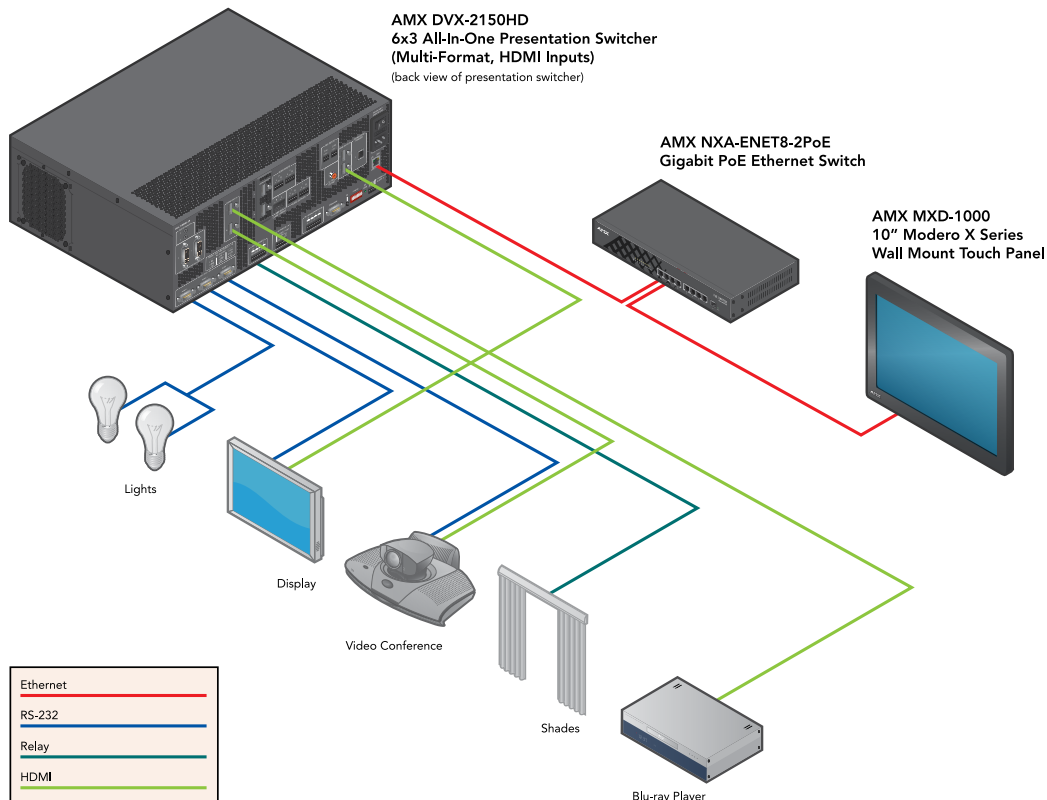 AMX DVX-2150HD
6x3 All-In-One Presentation Switcher
(Multi-Format, HDMI Inputs)
(back view of presentation switcher)
AMX NXA-ENET8-2PoE
Gigabit PoE Ethernet Switch
AMX MXD-1000
10” Modero X Series
Wall Mount Touch Panel
AMX
AMX
Lights
Display
Video Conference
Shades
Blu-ray Player
Ethernet
RS-232
Relay
HDMI